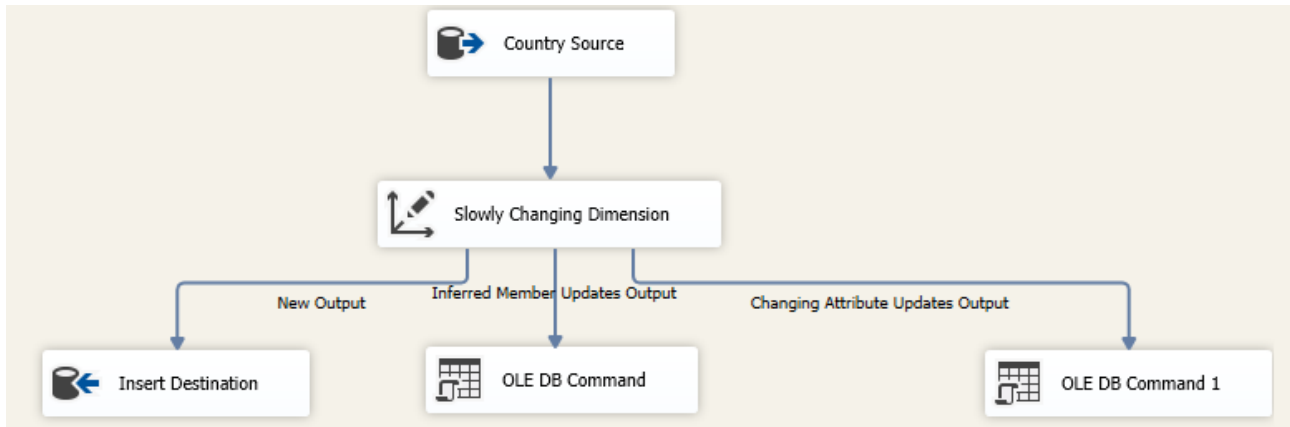 Country Source
Slowly Changing Dimension
New Output
Inferred Member Updates Output
Changing Attribute Updates Output
Insert Destination
OLE DB Command
OLE DB Command 1